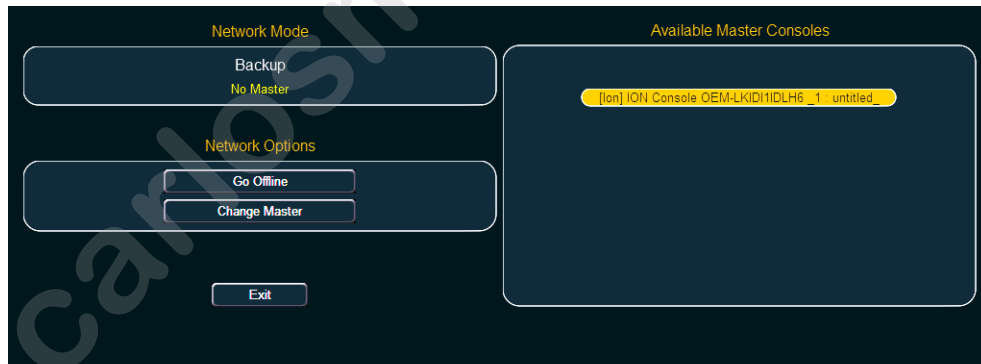 Network Mode
Backup
No Master
Network Options
Go Offline
Change Master
Exit
Available Master Consoles
[Ion] ION Console OEM-LKIDI1IDLH6 _1 : untitled_
carlosm